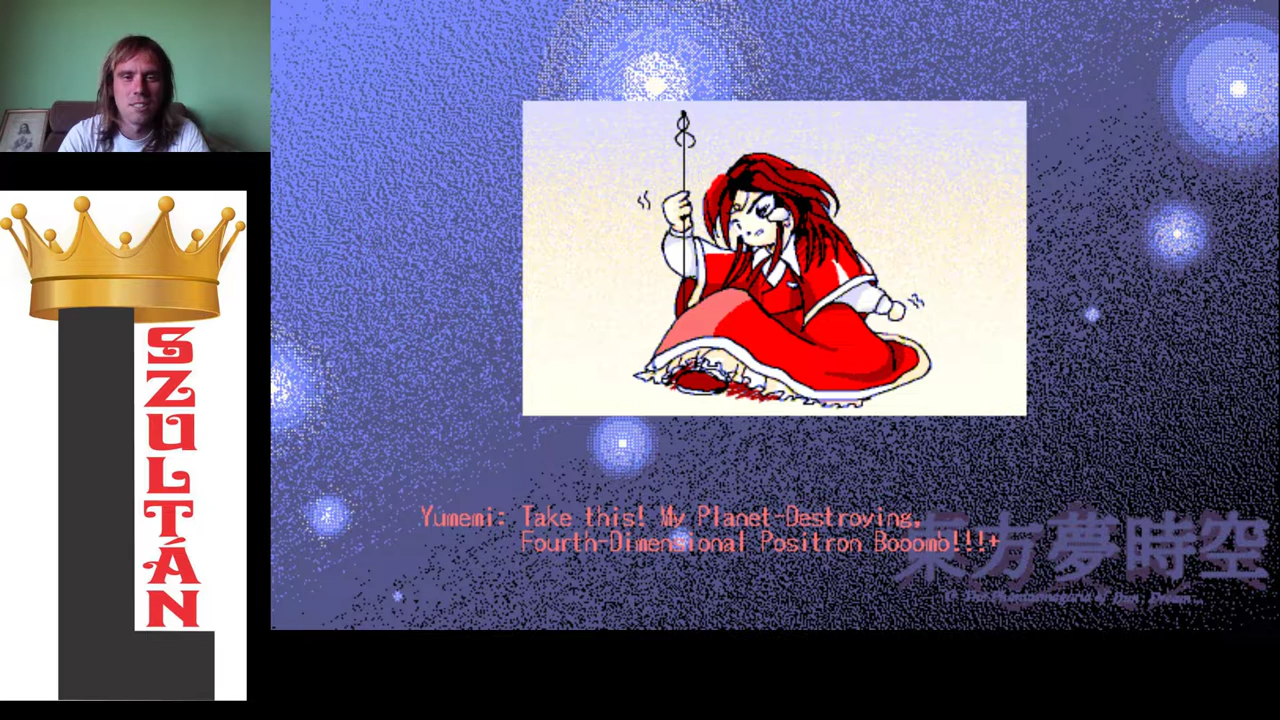 L
SZULTÁN
Yumemi: Take this! My Planet-Destroying,
Fourth-Dimensional Positron Booomb!!!+
東方夢時空